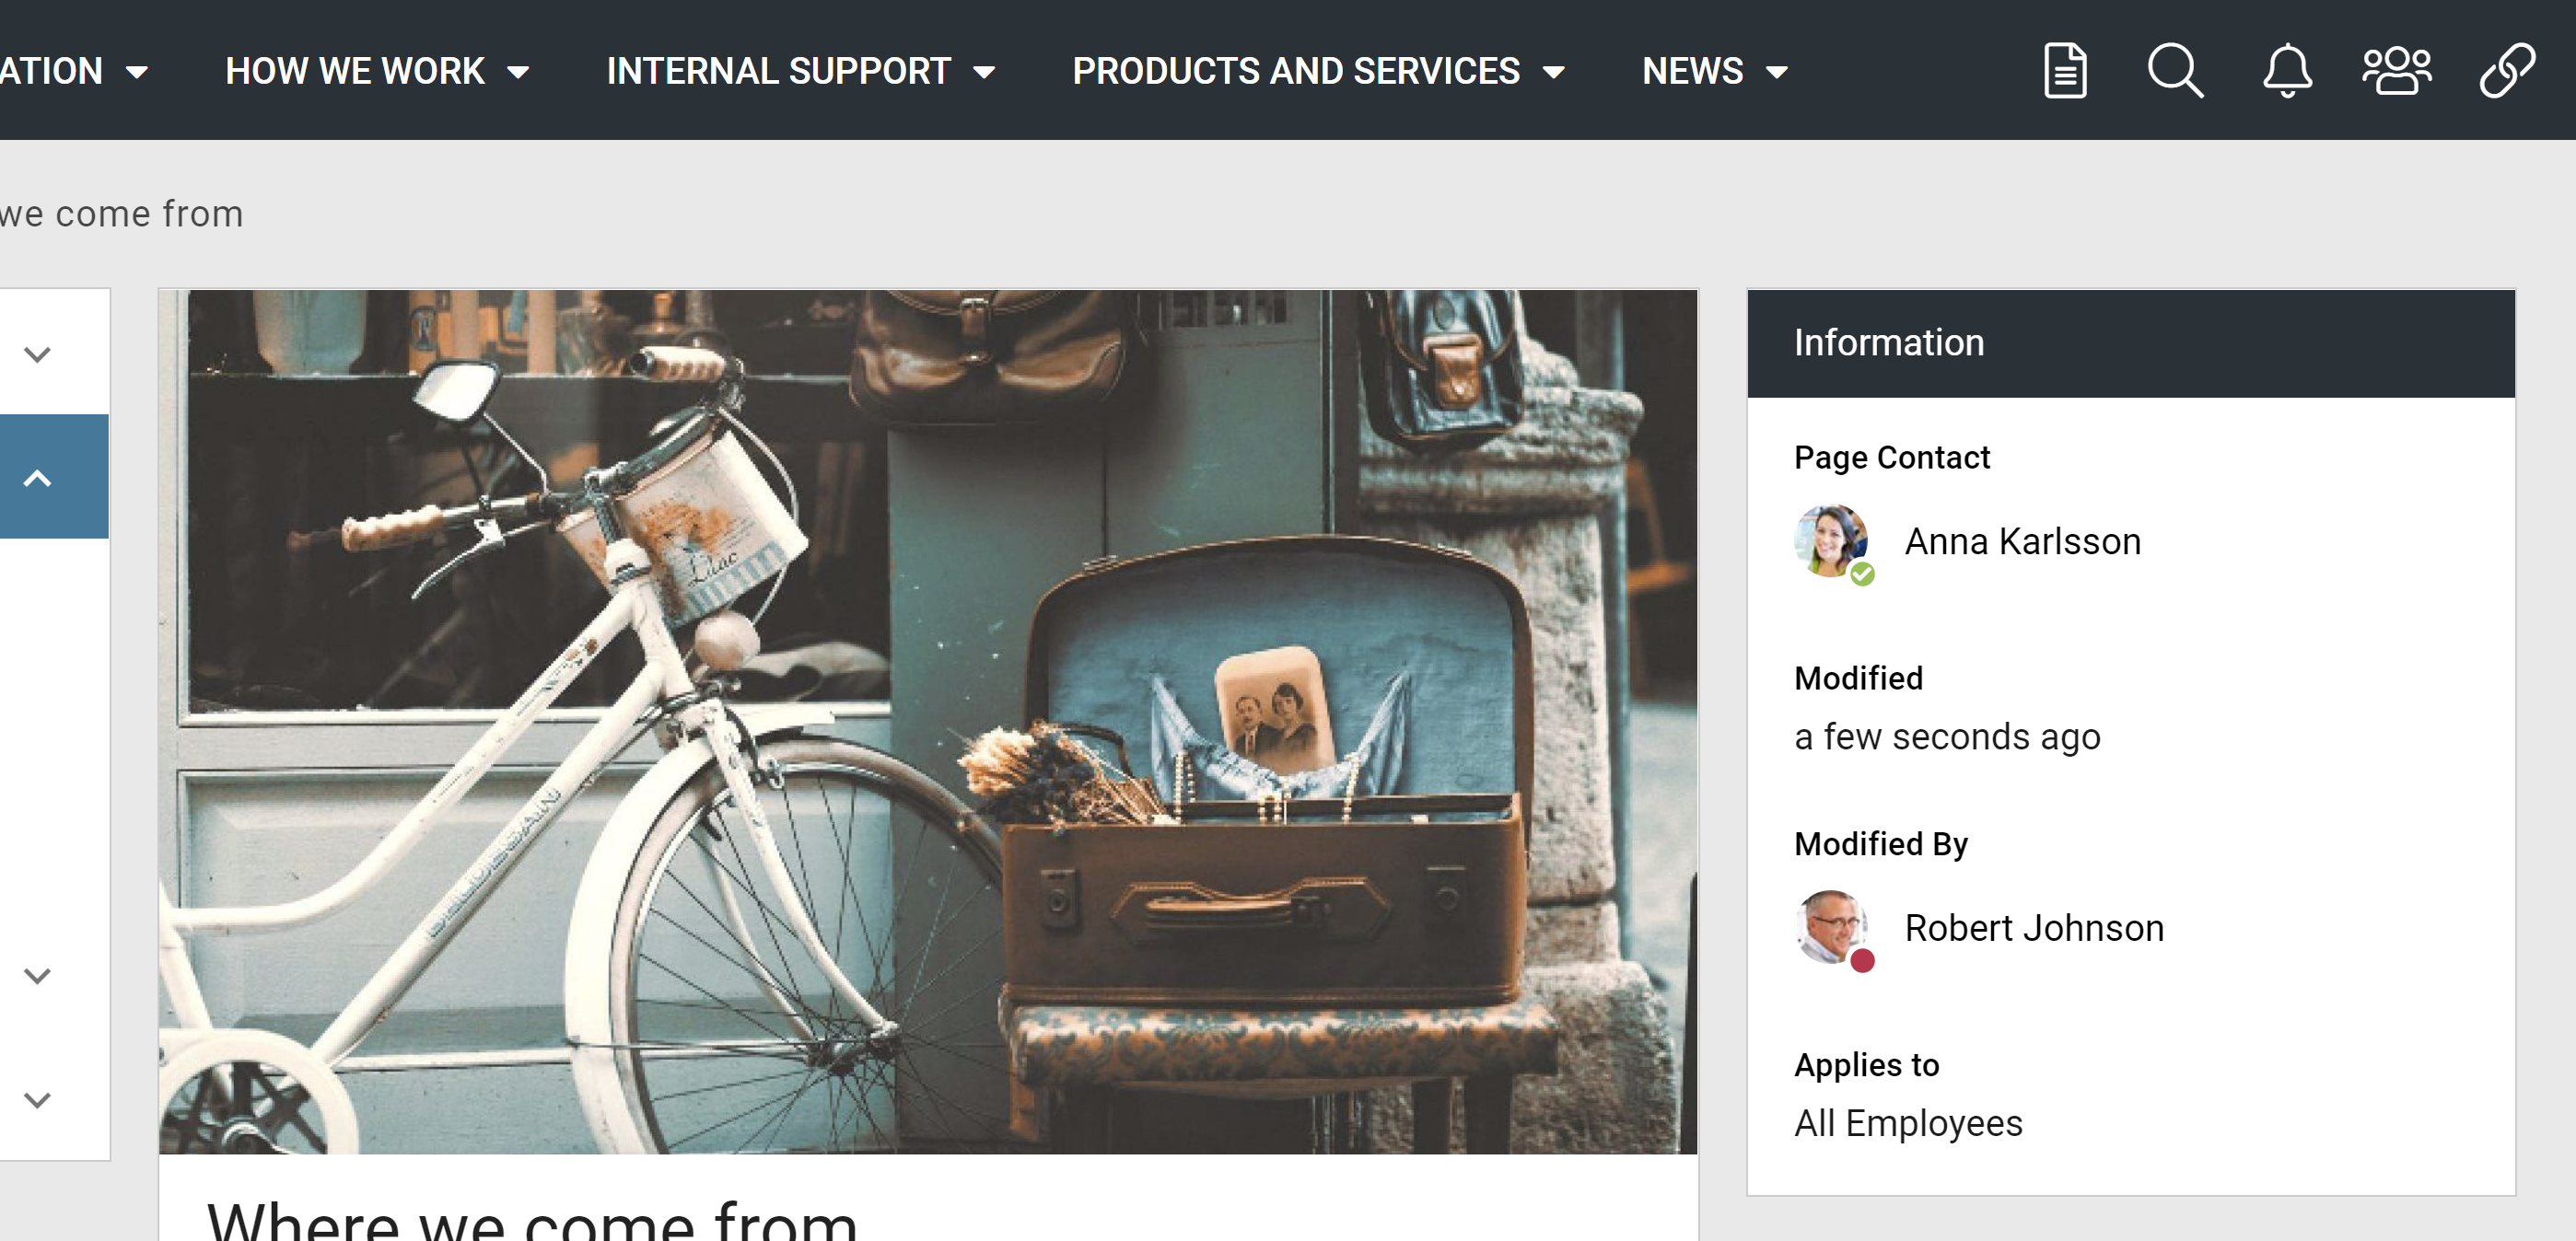 ATION
HOW WE WORK
INTERNAL SUPPORT
PRODUCTS AND SERVICES
NEWS
we come from
Lilac
Information
Page Contact
Anna Karlsson
Modified
a few seconds ago
Modified By
Robert Johnson
Applies to
All Employees
Where we come from